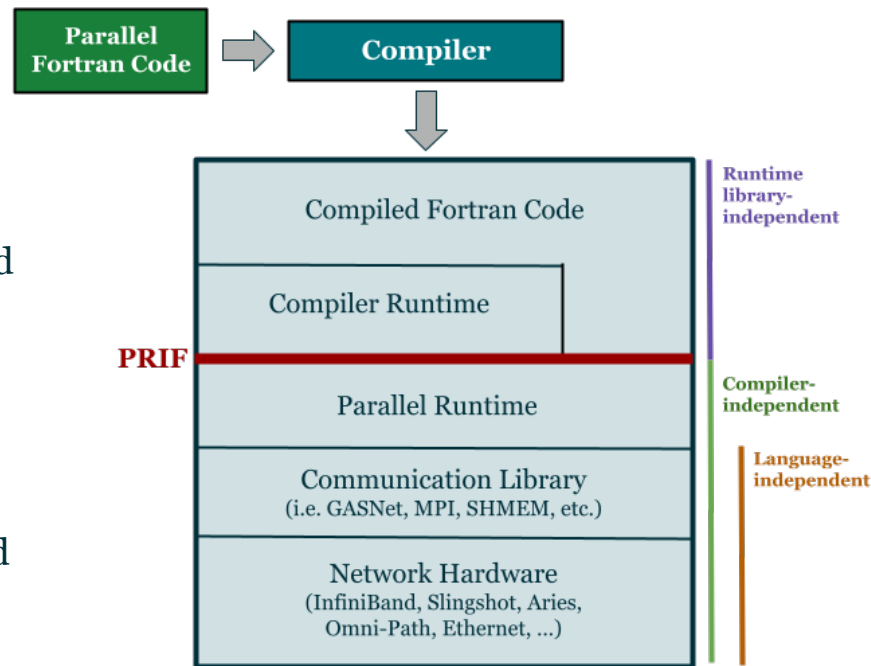 Parallel
Fortran Code
Compiler
Compiled Fortran Code
Runtime
library-
independent
d
Compiler Runtime
PRIF
Parallel Runtime
Compiler-
independent
Communication Library
(i.e. GASNet, MPI, SHMEM, etc.)
Language-
independent
d
Network Hardware
(InfiniBand, Slingshot, Aries,
Omni-Path, Ethernet, ...)